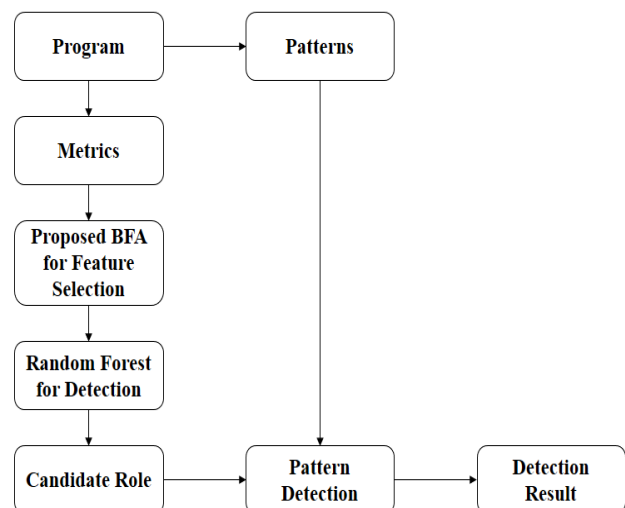 Program
Patterns
Metrics
Proposed BFA
for Feature
Selection
Random Forest
for Detection
Candidate Role
Pattern
Detection
Detection
Result